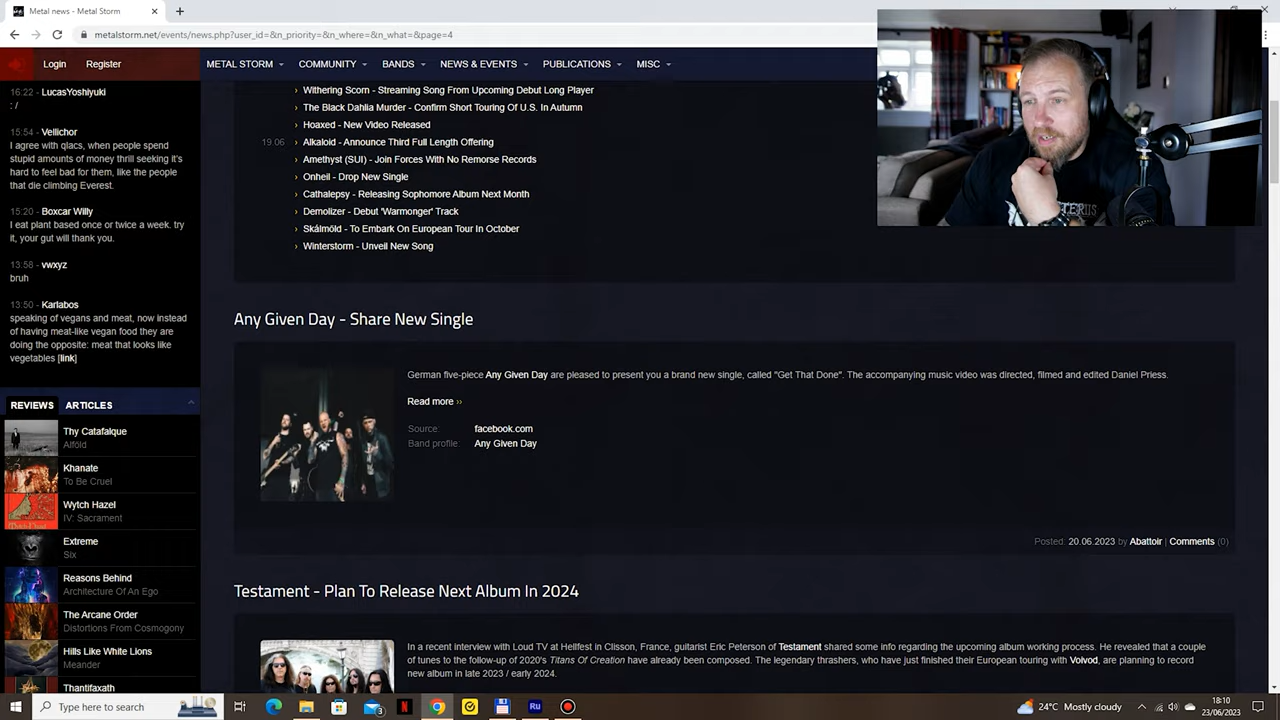 Metal news - Metal Storm
metalstorm.net/events/news.php?user_id=&n_priority=&n_where=&n_what=&page=4
Login Register METAL STORM COMMUNITY BANDS NEWS & EVENTS PUBLICATIONS MISC
16:22 - LucasYoshiyuki
: /
15:54 - Vellichor
I agree with qlacs, when people spend
stupid amounts of money thrill seeking it's
hard to feel bad for them, like the people
that die climbing Everest.
15:20 - Boxcar Willy
I eat plant based once or twice a week. try
it, your gut will thank you.
13:58 - vwxyz
bruh
13:50 - Karlabos
speaking of vegans and meat, now instead
of having meat-like vegan food they are
doing the opposite: meat that looks like
vegetables [link]
REVIEWS ARTICLES
Thy Catafalque
Alföld
Khanate
To Be Cruel
Wytch Hazel
IV: Sacrament
Extreme
Six
Reasons Behind
Architecture Of An Ego
The Arcane Order
Distortions From Cosmogony
Hills Like White Lions
Meander
Thantifaxath
› Withering Scorn - Streaming Song From Upcoming Debut Long Player
› The Black Dahlia Murder - Confirm Short Touring Of U.S. In Autumn
› Hoaxed - New Video Released
19.06 › Alkaloid - Announce Third Full Length Offering
› Amethyst (SUI) - Join Forces With No Remorse Records
› Onheil - Drop New Single
› Cathalepsy - Releasing Sophomore Album Next Month
› Demolizer - Debut 'Warmonger' Track
› Skálmöld - To Embark On European Tour In October
› Winterstorm - Unveil New Song
Any Given Day - Share New Single
German five-piece Any Given Day are pleased to present you a brand new single, called "Get That Done". The accompanying music video was directed, filmed and edited Daniel Priess.
Read more ››
Source: facebook.com
Band profile: Any Given Day
Posted: 20.06.2023 by Abattoir | Comments (0)
Testament - Plan To Release Next Album In 2024
In a recent interview with Loud TV at Hellfest in Clisson, France, guitarist Eric Peterson of Testament shared some info regarding the upcoming album working process. He revealed that a
couple of tunes to the follow-up of 2020's Titans Of Creation have already been composed. The legendary thrashers, who have just finished their European touring with Voivod, are planning to record
new album in late 2023 / early 2024.
Type here to search
3
N
Ru
24°C Mostly cloudy
18:10
23/06/2023